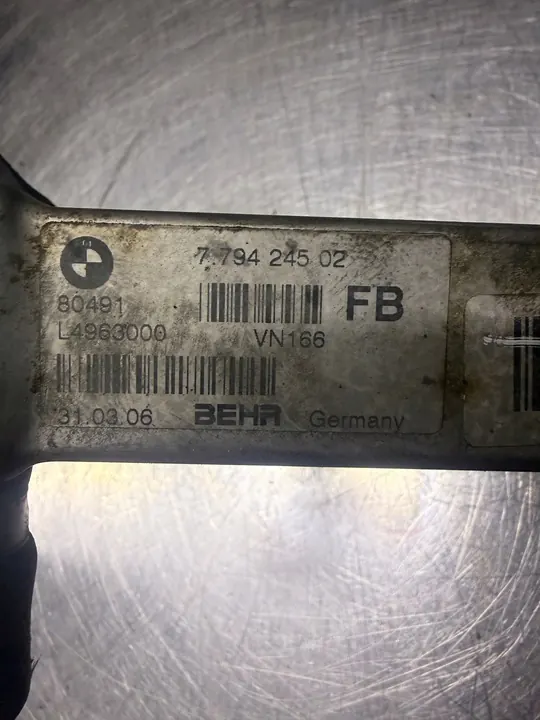 7.794 245 02
80491
FB
L4963000 VN166
31.03.06 BEHR Germany